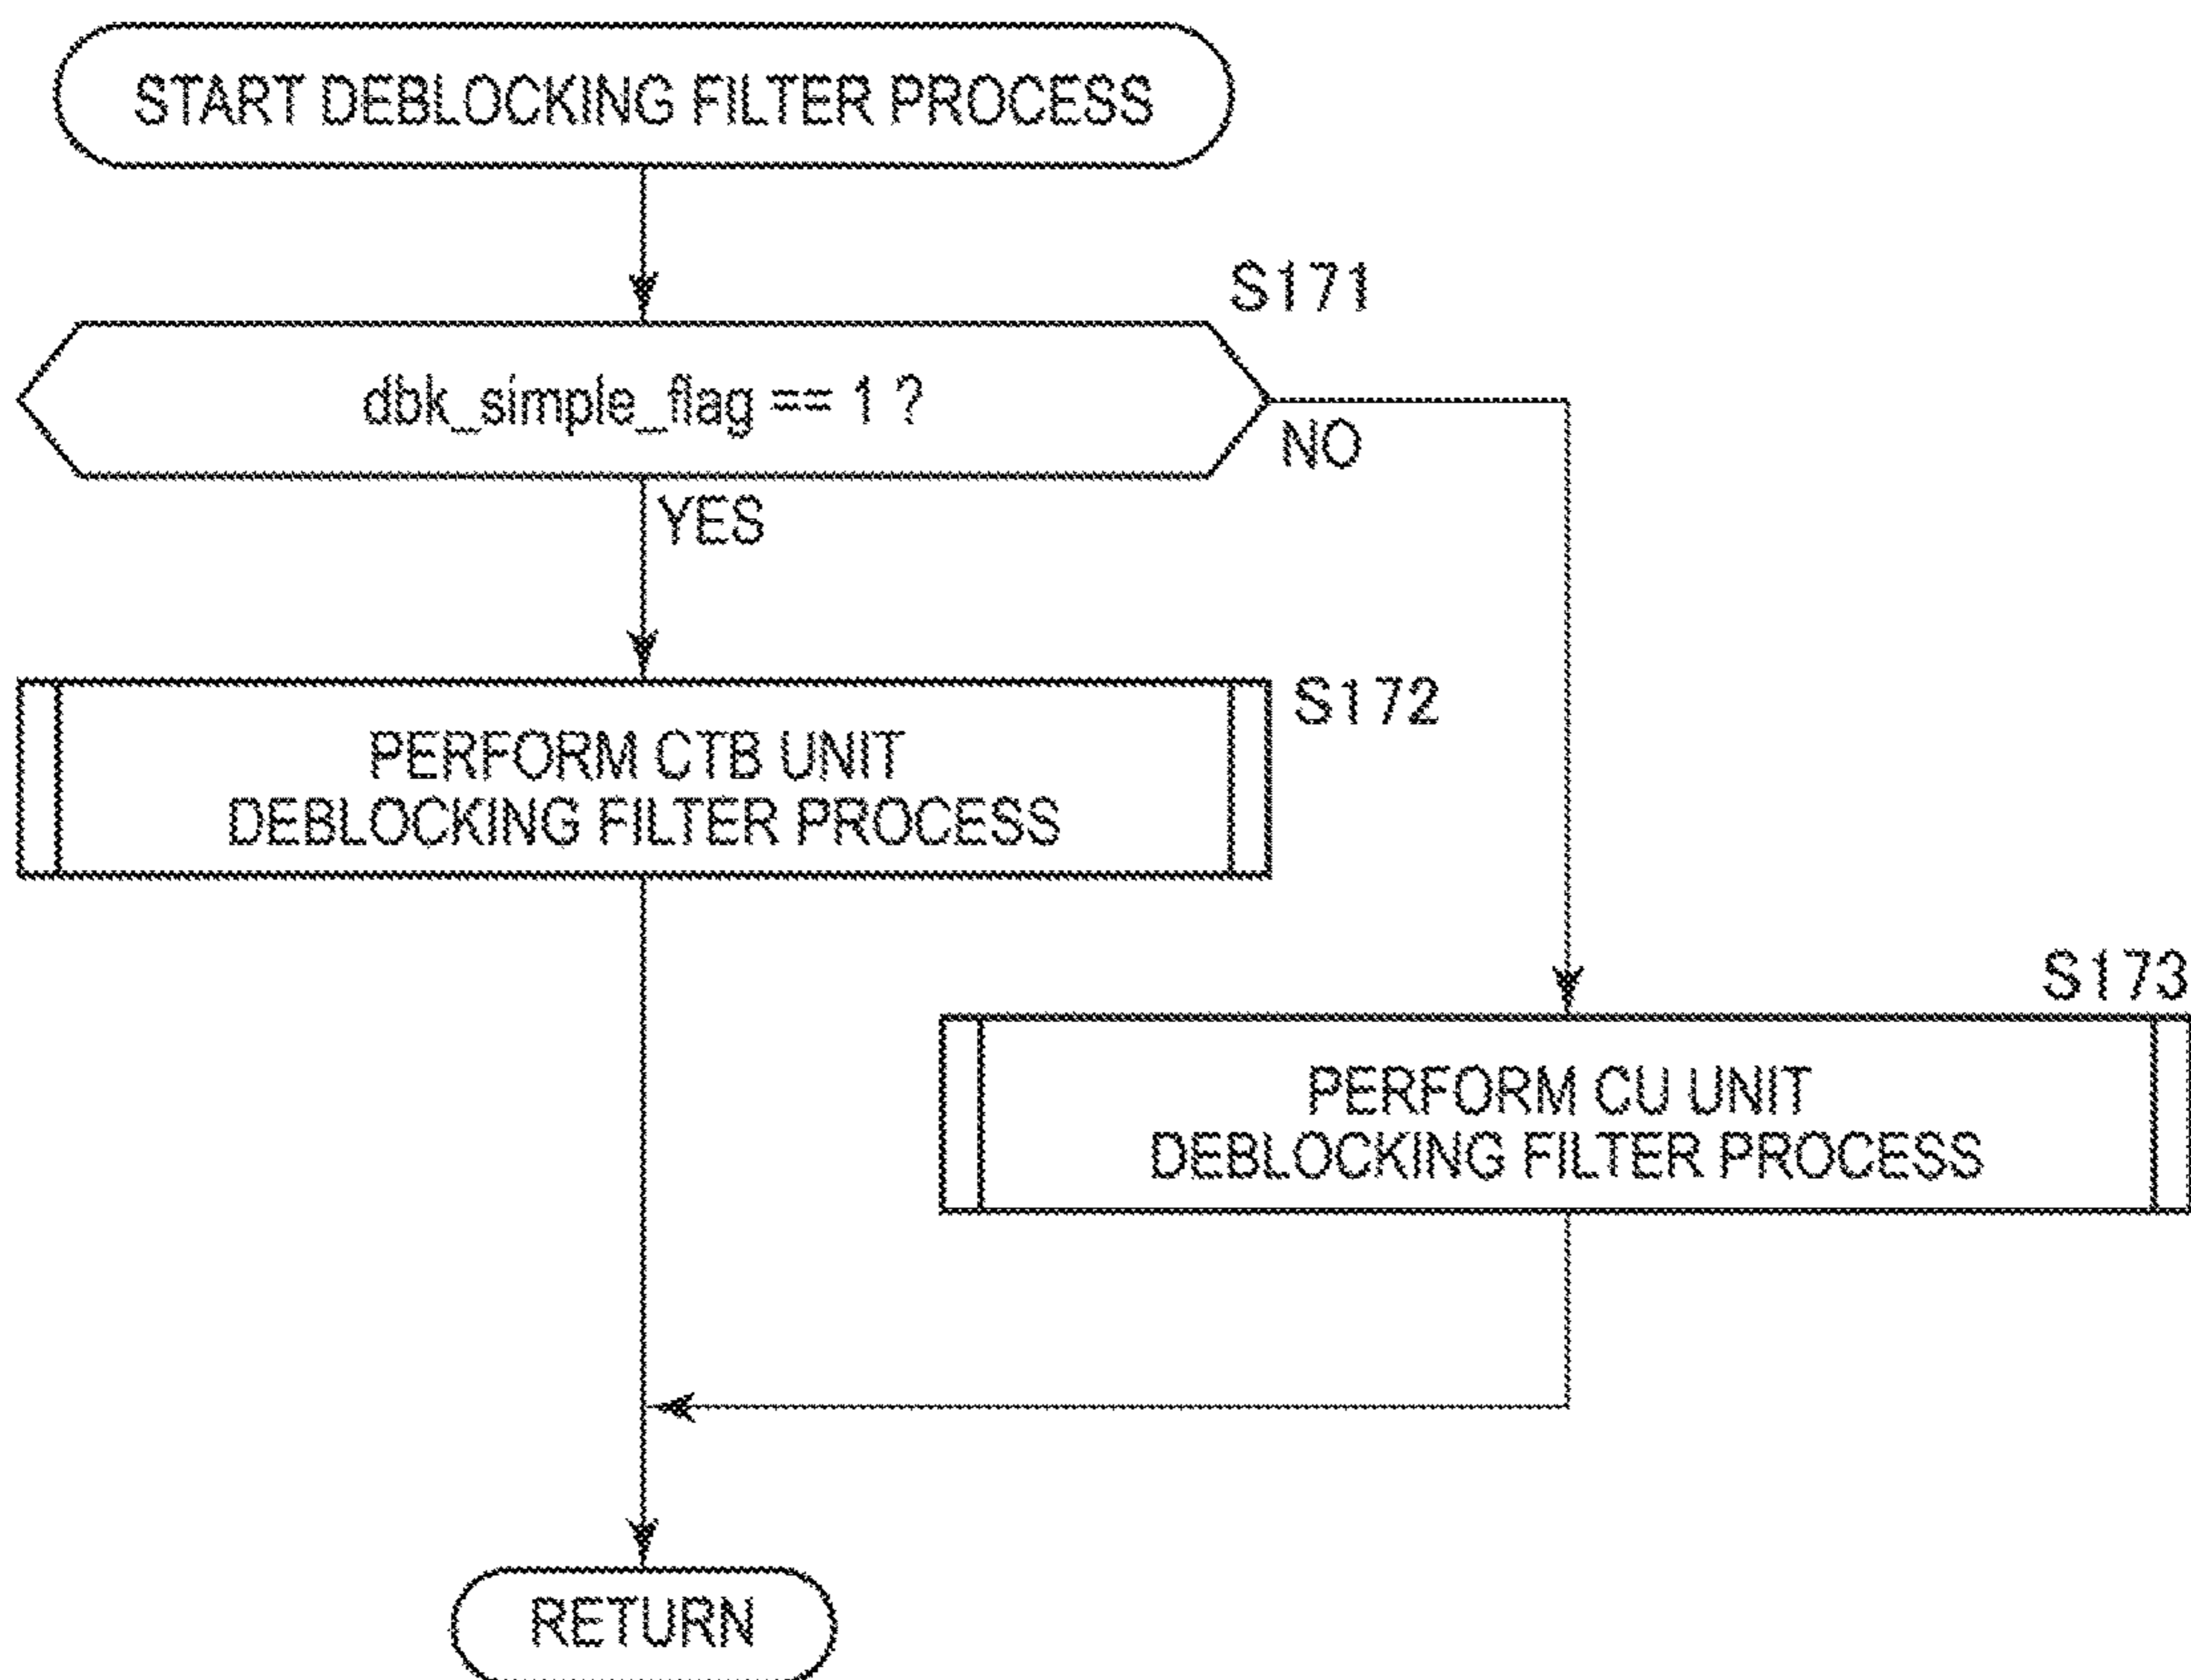 START DEBLOCKING FILTER PROCESS
S171
dbk_simple_flag == 1 ?
NO
YES
S172
PERFORM CTB UNIT
DEBLOCKING FILTER PROCESS
S173
PERFORM CU UNIT
DEBLOCKING FILTER PROCESS
RETURN